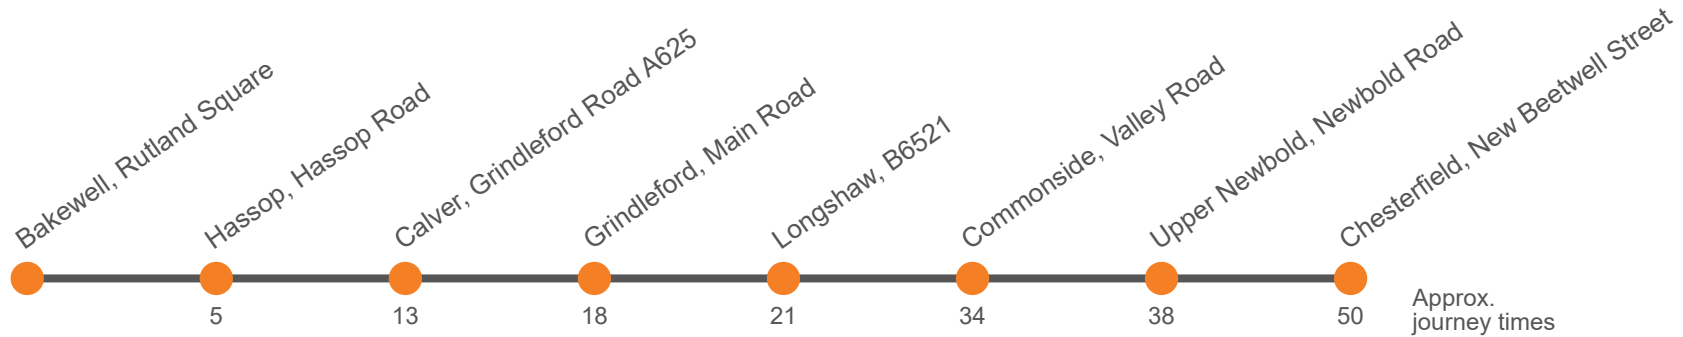 Bakewell, Rutland Square
Hassop, Hassop Road
Calver, Grindleford Road A625
Grindleford, Main Road
Longshaw, B6521
Commonside, Valley Road
Upper Newbold, Newbold Road
Chesterfield, New Beetwell Street
5
13
18
21
34
38
50
Approx.
journey times